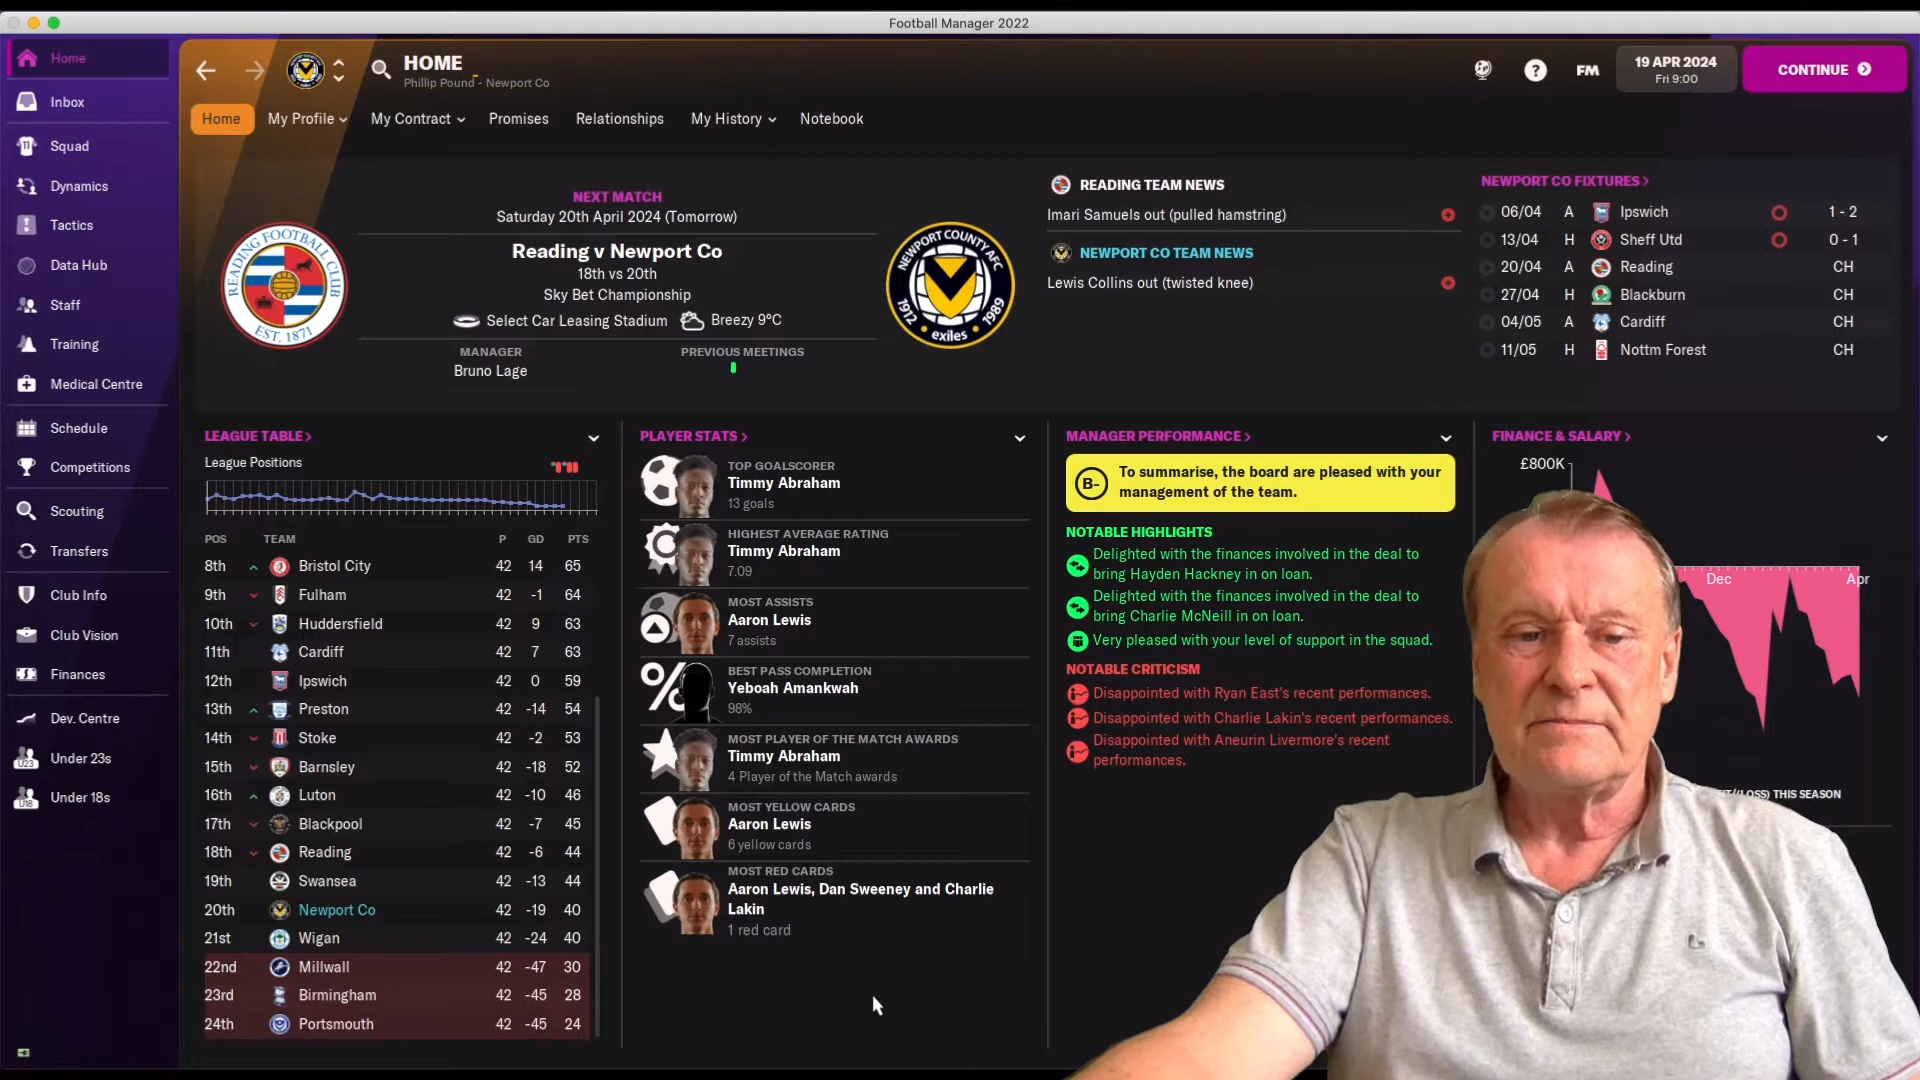 Football Manager 2022
Home
Inbox
Squad
Dynamics
Tactics
Data Hub
Staff
Training
Medical Centre
Schedule
Competitions
Scouting
Transfers
Club Info
Club Vision
Finances
Dev. Centre
U23 Under 23s
U18 Under 18s
HOME
Phillip Pound - Newport Co
? FM
19 APR 2024
Fri 9:00
CONTINUE
Home My Profile My Contract Promises Relationships My History Notebook
READING FOOTBALL CLUB
EST. 1871
NEXT MATCH
Saturday 20th April 2024 (Tomorrow)
Reading v Newport Co
18th vs 20th
Sky Bet Championship
Select Car Leasing Stadium Breezy 9°C
MANAGER
Bruno Lage
PREVIOUS MEETINGS
NEWPORT COUNTY AFC
1912 exiles 1989
READING TEAM NEWS
Imari Samuels out (pulled hamstring)
NEWPORT CO TEAM NEWS
Lewis Collins out (twisted knee)
NEWPORT CO FIXTURES >
06/04 A Ipswich 1 - 2
13/04 H Sheff Utd 0 - 1
20/04 A Reading CH
27/04 H Blackburn CH
04/05 A Cardiff CH
11/05 H Nottm Forest CH
LEAGUE TABLE >
League Positions
POS TEAM P GD PTS
8th Bristol City 42 14 65
9th Fulham 42 -1 64
10th Huddersfield 42 9 63
11th Cardiff 42 7 63
12th Ipswich 42 0 59
13th Preston 42 -14 54
14th Stoke 42 -2 53
15th Barnsley 42 -18 52
16th Luton 42 -10 46
17th Blackpool 42 -7 45
18th Reading 42 -6 44
19th Swansea 42 -13 44
20th Newport Co 42 -19 40
21st Wigan 42 -24 40
22nd Millwall 42 -47 30
23rd Birmingham 42 -45 28
24th Portsmouth 42 -45 24
PLAYER STATS >
TOP GOALSCORER
Timmy Abraham
13 goals
HIGHEST AVERAGE RATING
Timmy Abraham
7.09
MOST ASSISTS
Aaron Lewis
7 assists
%
BEST PASS COMPLETION
Yeboah Amankwah
98%
MOST PLAYER OF THE MATCH AWARDS
Timmy Abraham
4 Player of the Match awards
MOST YELLOW CARDS
Aaron Lewis
6 yellow cards
MOST RED CARDS
Aaron Lewis, Dan Sweeney and Charlie
Lakin
1 red card
MANAGER PERFORMANCE >
B- To summarise, the board are pleased with your
management of the team.
NOTABLE HIGHLIGHTS
Delighted with the finances involved in the deal to
bring Hayden Hackney in on loan.
Delighted with the finances involved in the deal to
bring Charlie McNeill in on loan.
Very pleased with your level of support in the squad.
NOTABLE CRITICISM
Disappointed with Ryan East's recent performances.
Disappointed with Charlie Lakin's recent performances.
Disappointed with Aneurin Livermore's recent
performances.
FINANCE & SALARY >
£800K
Dec Apr
THIS SEASON